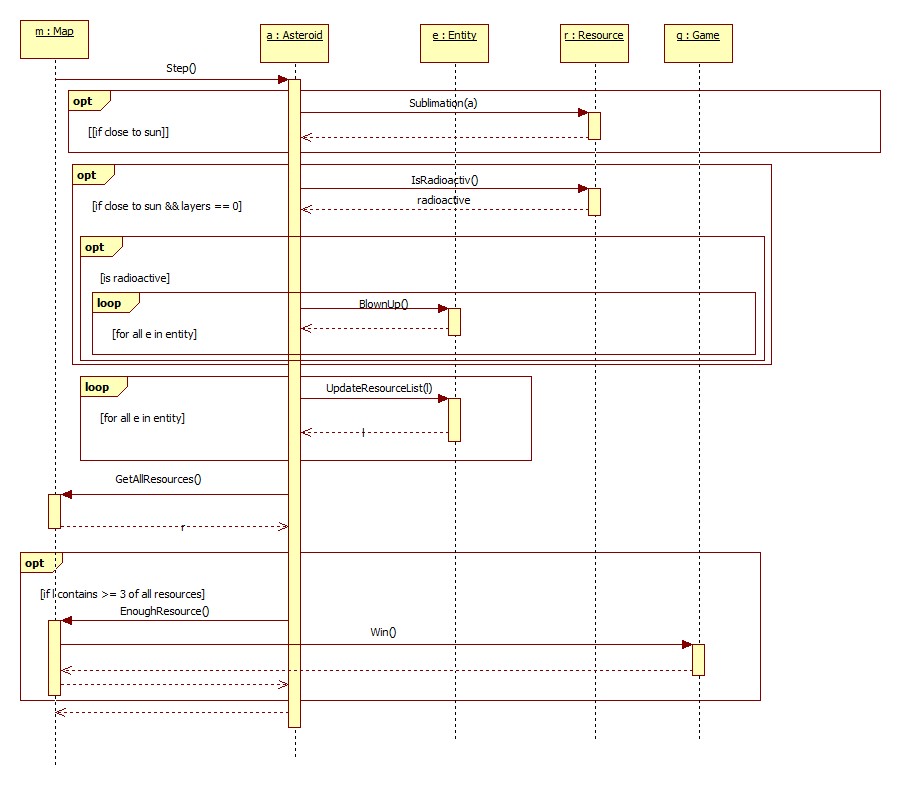 m : Map
a : Asteroid
e : Entity
r : Resource
g : Game
Step()
opt
Sublimation(a)
[[if close to sun]]
opt
IsRadioactiv()
[if close to sun && layers == 0]
radioactive
opt
[is radioactive]
loop
BlownUp()
[for all e in entity]
loop
UpdateResourceList(l)
[for all e in entity]
l
GetAllResources()
r
opt
[if l contains >= 3 of all resources]
EnoughResource()
Win()